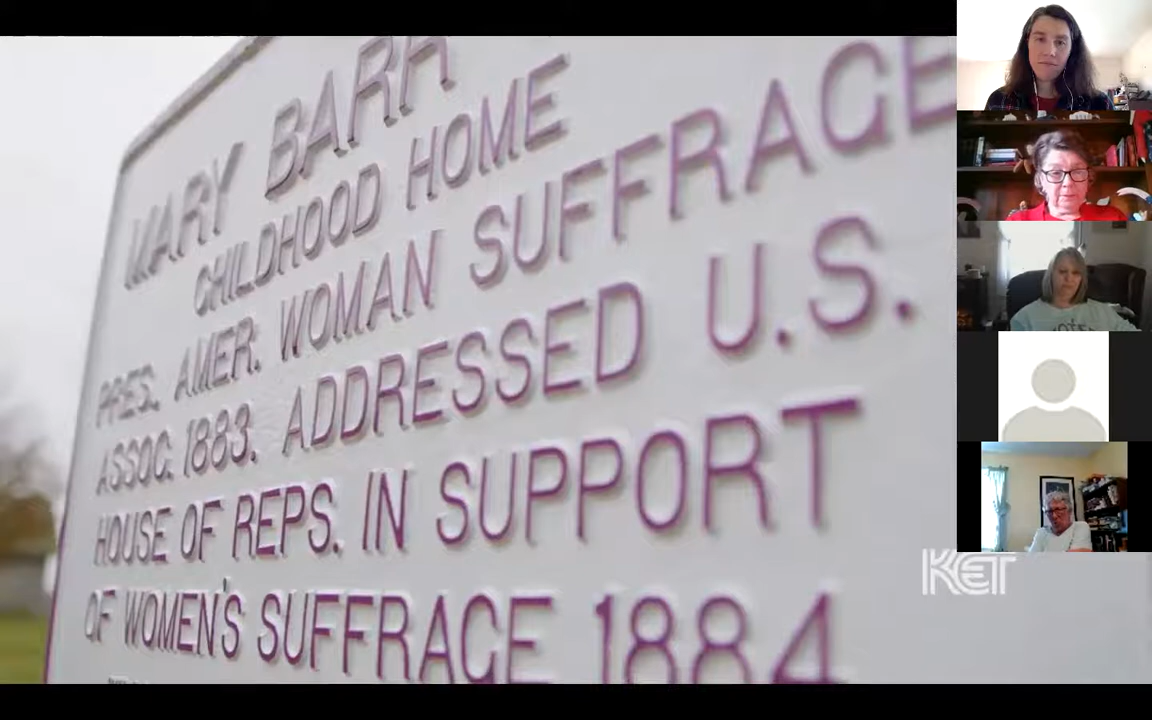 MARY BARR
CHILDHOOD HOME
PRES. AMER. WOMAN SUFFRAGE
ASSOC. 1883. ADDRESSED U.S.
HOUSE OF REPS. IN SUPPORT
OF WOMEN'S SUFFRAGE 1884
KET